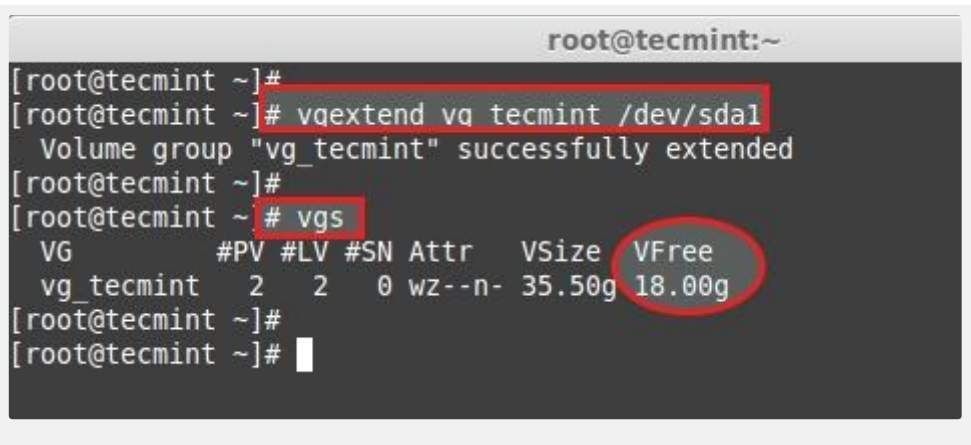 root@tecmint:~
[root@tecmint ~]#
[root@tecmint ~]# vgextend vg_tecmint /dev/sda1
  Volume group "vg_tecmint" successfully extended
[root@tecmint ~]#
[root@tecmint ~]# vgs
  VG         #PV #LV #SN Attr   VSize  VFree
  vg_tecmint   2   2   0 wz--n- 35.50g 18.00g
[root@tecmint ~]#
[root@tecmint ~]#